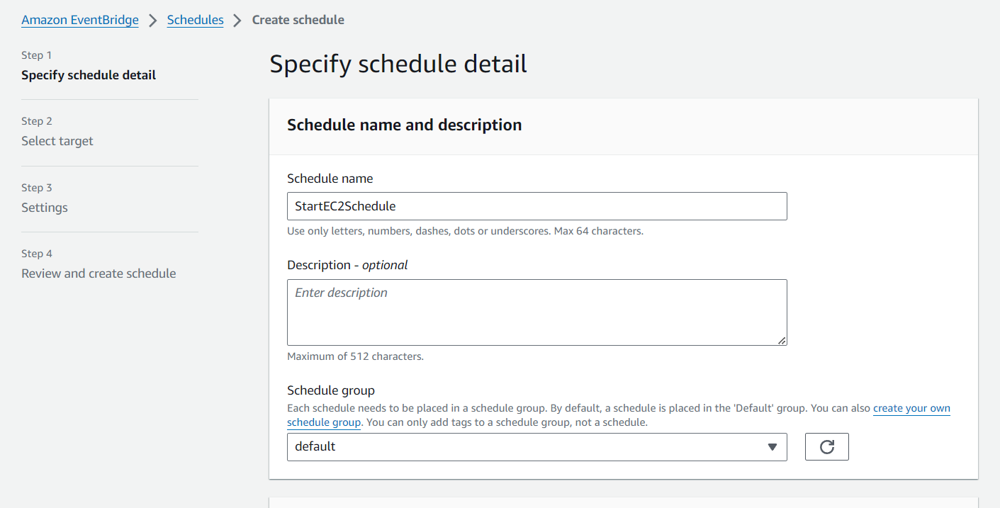 Amazon EventBridge > Schedules > Create schedule
Step 1
Specify schedule detail
Step 2
Select target
Step 3
Settings
Step 4
Review and create schedule
Specify schedule detail
Schedule name and description
Schedule name
StartEC2Schedule
Use only letters, numbers, dashes, dots or underscores. Max 64 characters.
Description - optional
Enter description
Maximum of 512 characters.
Schedule group
Each schedule needs to be placed in a schedule group. By default, a schedule is placed in the 'Default' group. You can also create your own
schedule group. You can only add tags to a schedule group, not a schedule.
default